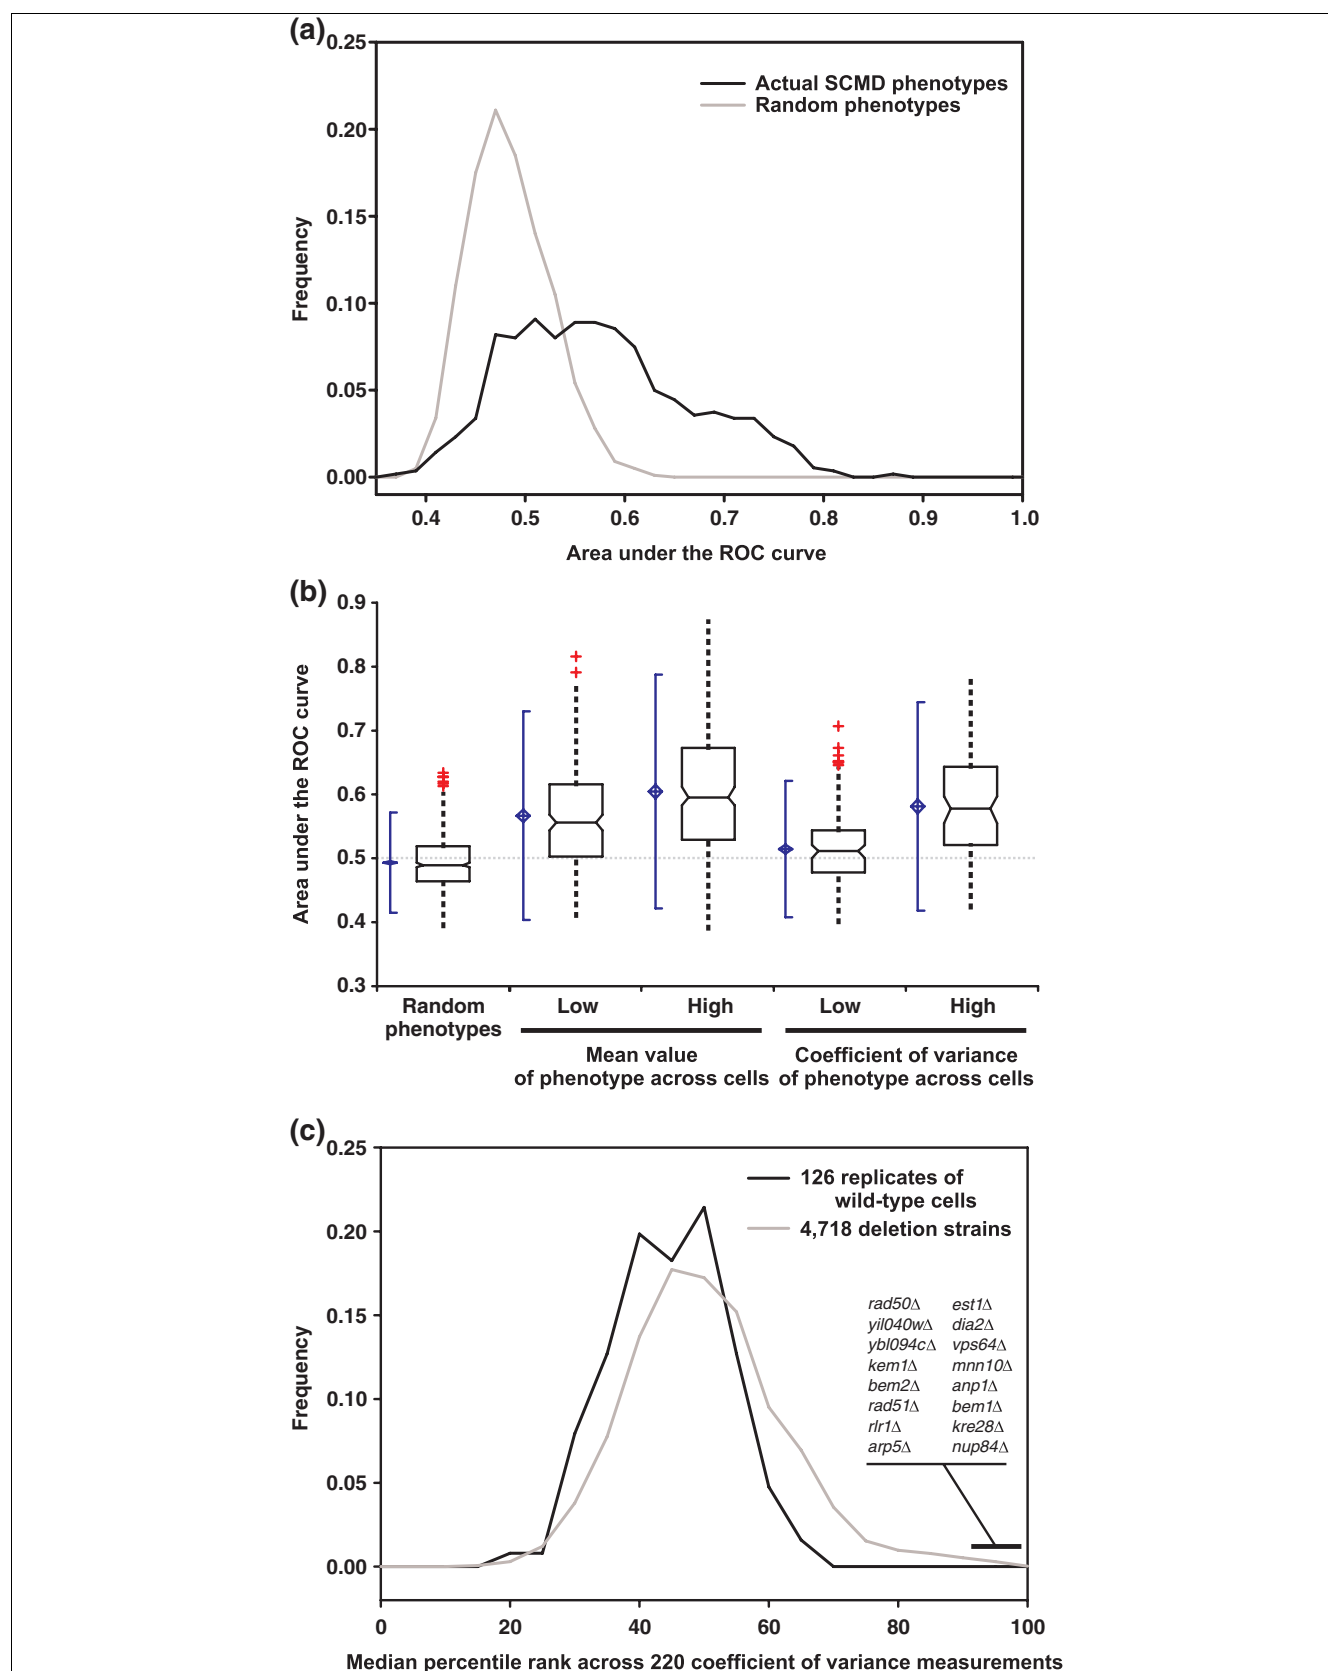 (a)
0.25
0.20
0.15
0.10
0.05
0.00
Frequency
Actual SCMD phenotypes
Random phenotypes
0.4 0.5 0.6 0.7 0.8 0.9 1.0
Area under the ROC curve
(b)
0.9
0.8
0.7
0.6
0.5
0.4
0.3
Area under the ROC curve
Random
phenotypes
Low
High
Mean value
of phenotype across cells
Low
High
Coefficient of variance
of phenotype across cells
(c)
0.25
0.20
0.15
0.10
0.05
0.00
Frequency
126 replicates of
wild-type cells
4,718 deletion strains
rad50Δ est1Δ
yil040wΔ dia2Δ
ybl094cΔ vps64Δ
kem1Δ mnn10Δ
bem2Δ anp1Δ
rad51Δ bem1Δ
rlr1Δ kre28Δ
arp5Δ nup84Δ
0 20 40 60 80 100
Median percentile rank across 220 coefficient of variance measurements